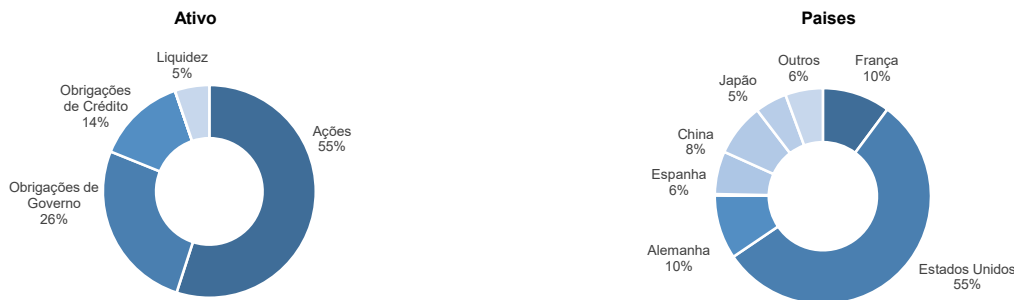 Ativo
Liquidez
5%
Obrigações
de Crédito
14%
Ações
55%
Obrigações de
Governo
26%
Paises
Outros
6%
França
10%
Japão
5%
China
8%
Espanha
6%
Alemanha
10%
Estados Unidos
55%